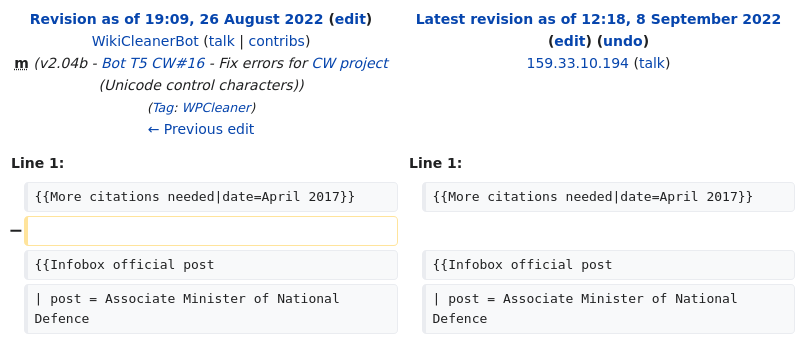 Revision as of 19:09, 26 August 2022 (edit)
WikiCleanerBot (talk | contribs)
m (v2.04b - Bot T5 CW#16 - Fix errors for CW project
(Unicode control characters))
(Tag: WPCleaner)
← Previous edit
Latest revision as of 12:18, 8 September 2022
(edit) (undo)
159.33.10.194 (talk)
Line 1:
Line 1:
{{More citations needed|date=April 2017}}
{{More citations needed|date=April 2017}}
−
{{Infobox official post
{{Infobox official post
| post = Associate Minister of National
Defence
| post = Associate Minister of National
Defence